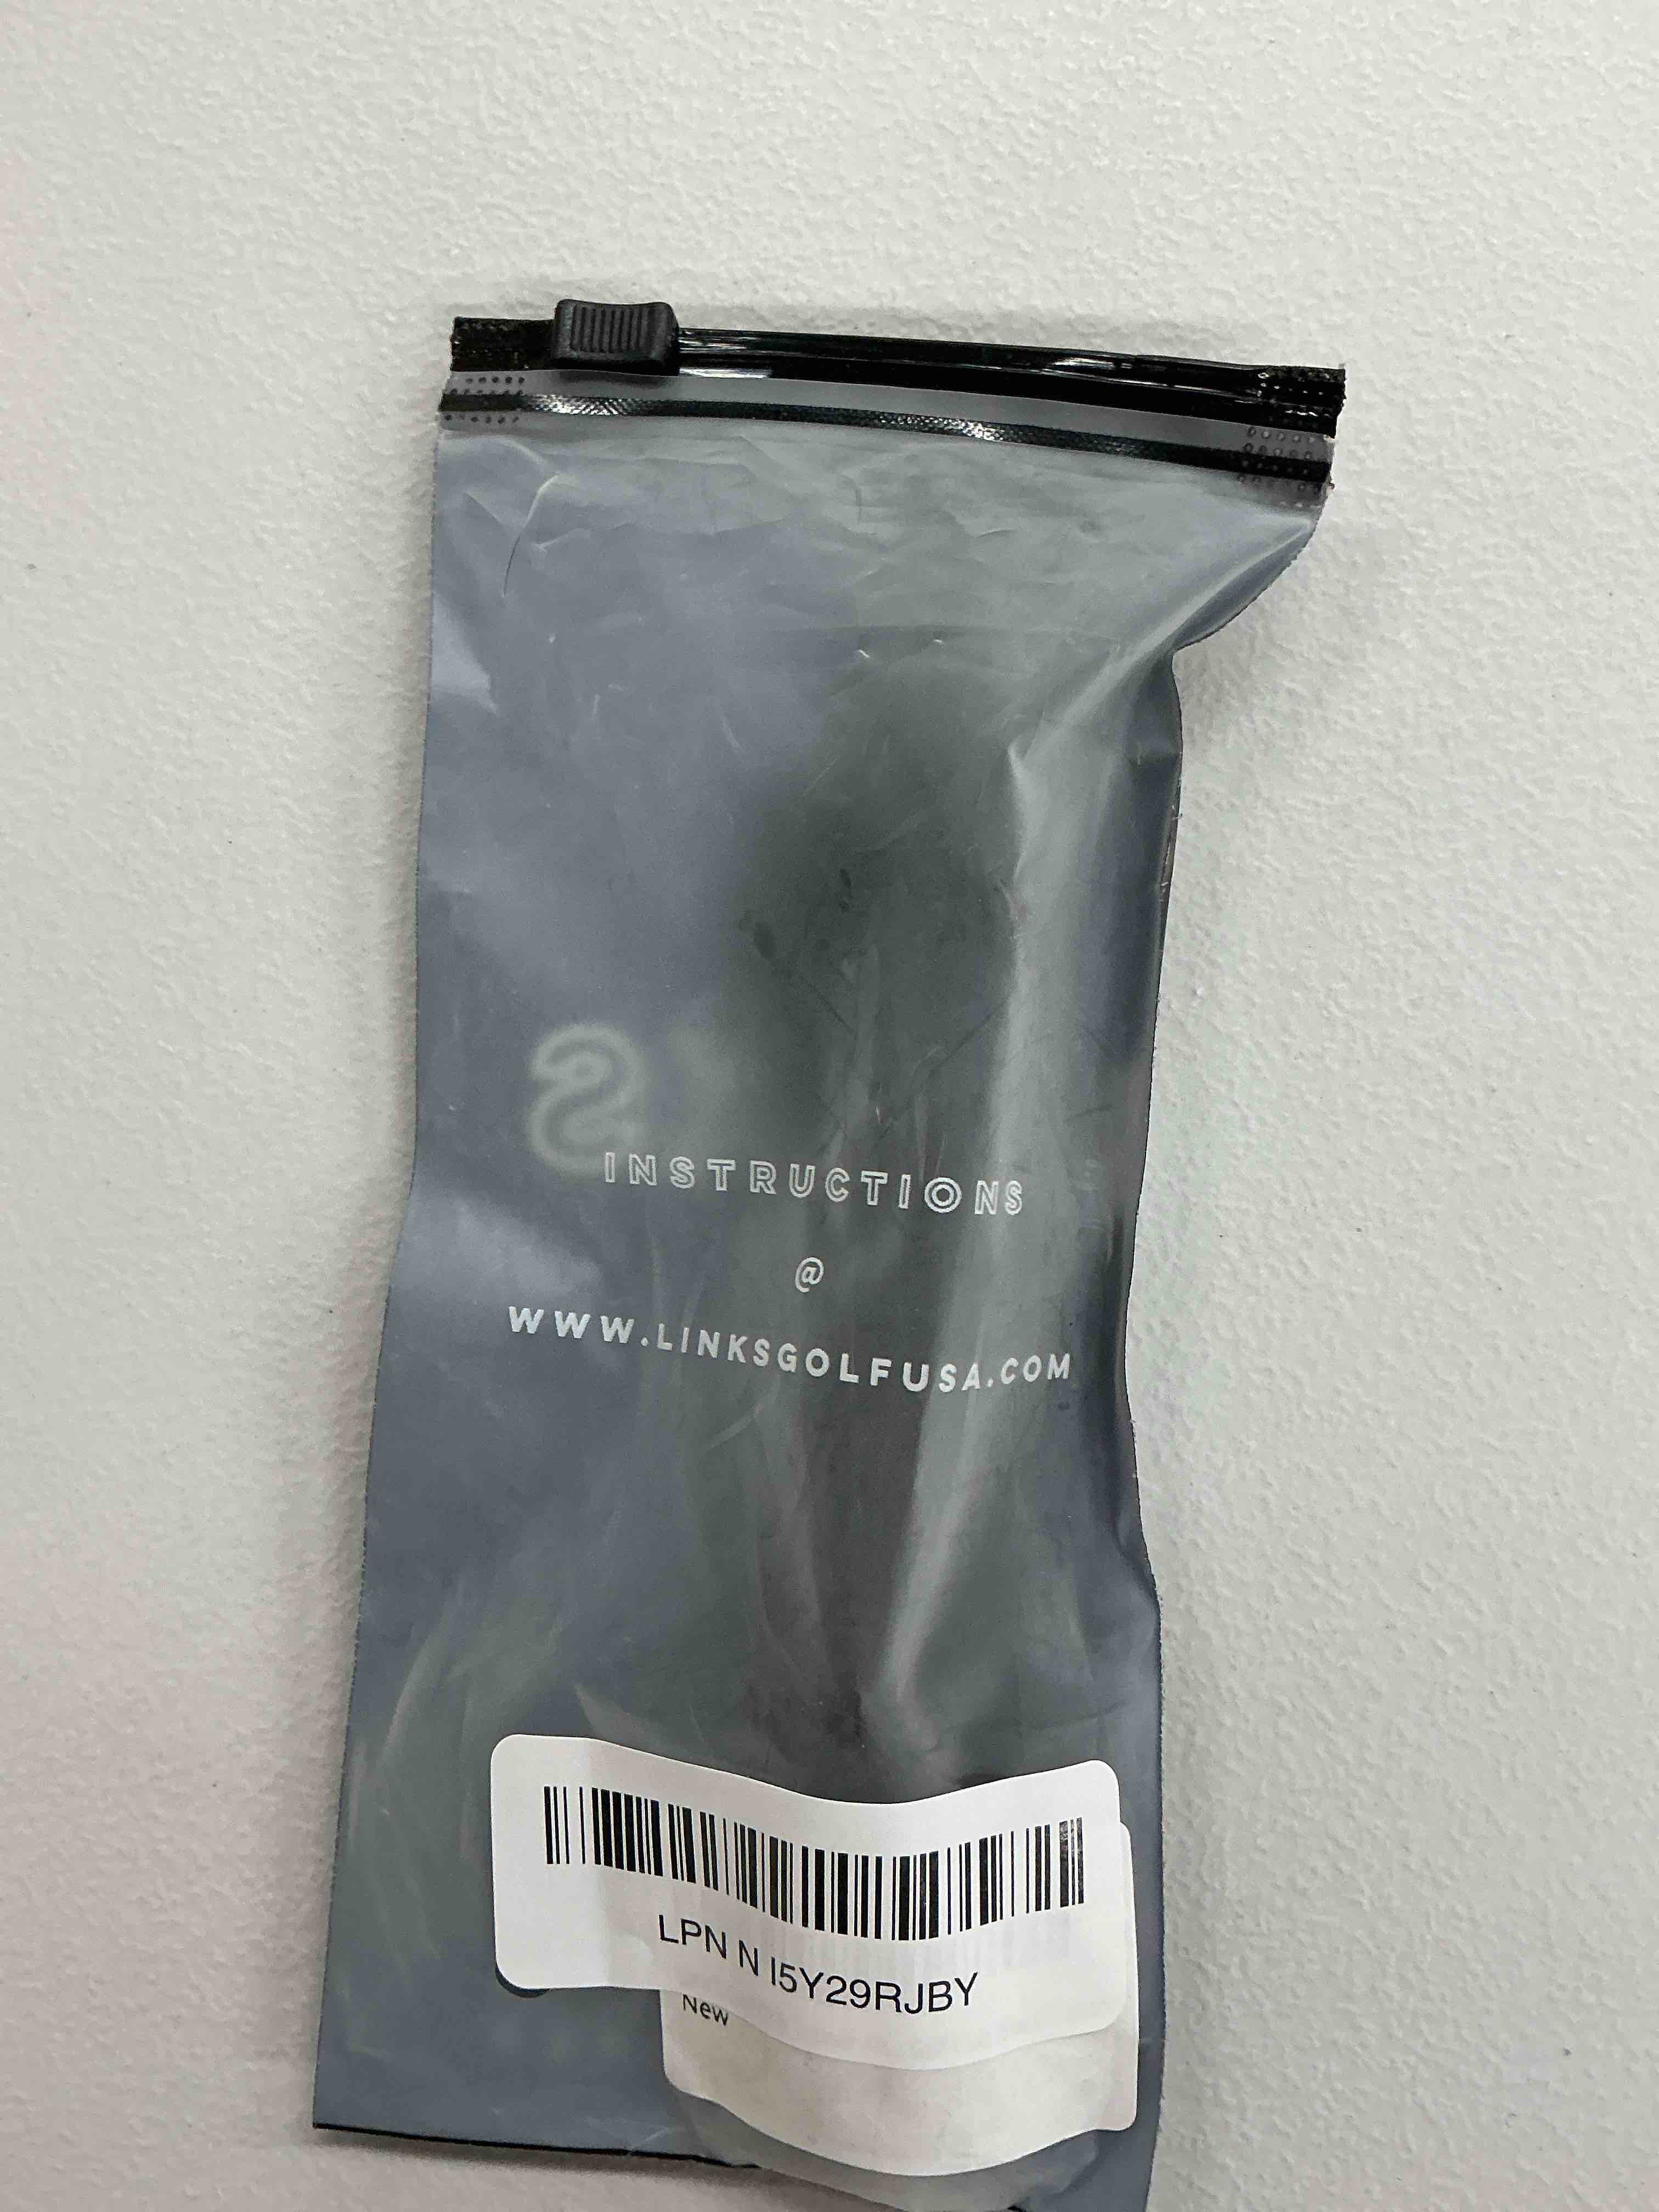 INSTRUCTIONS
@
WWW.LINKSGOLFUSA.COM
LPN N I5Y29RJBY
New